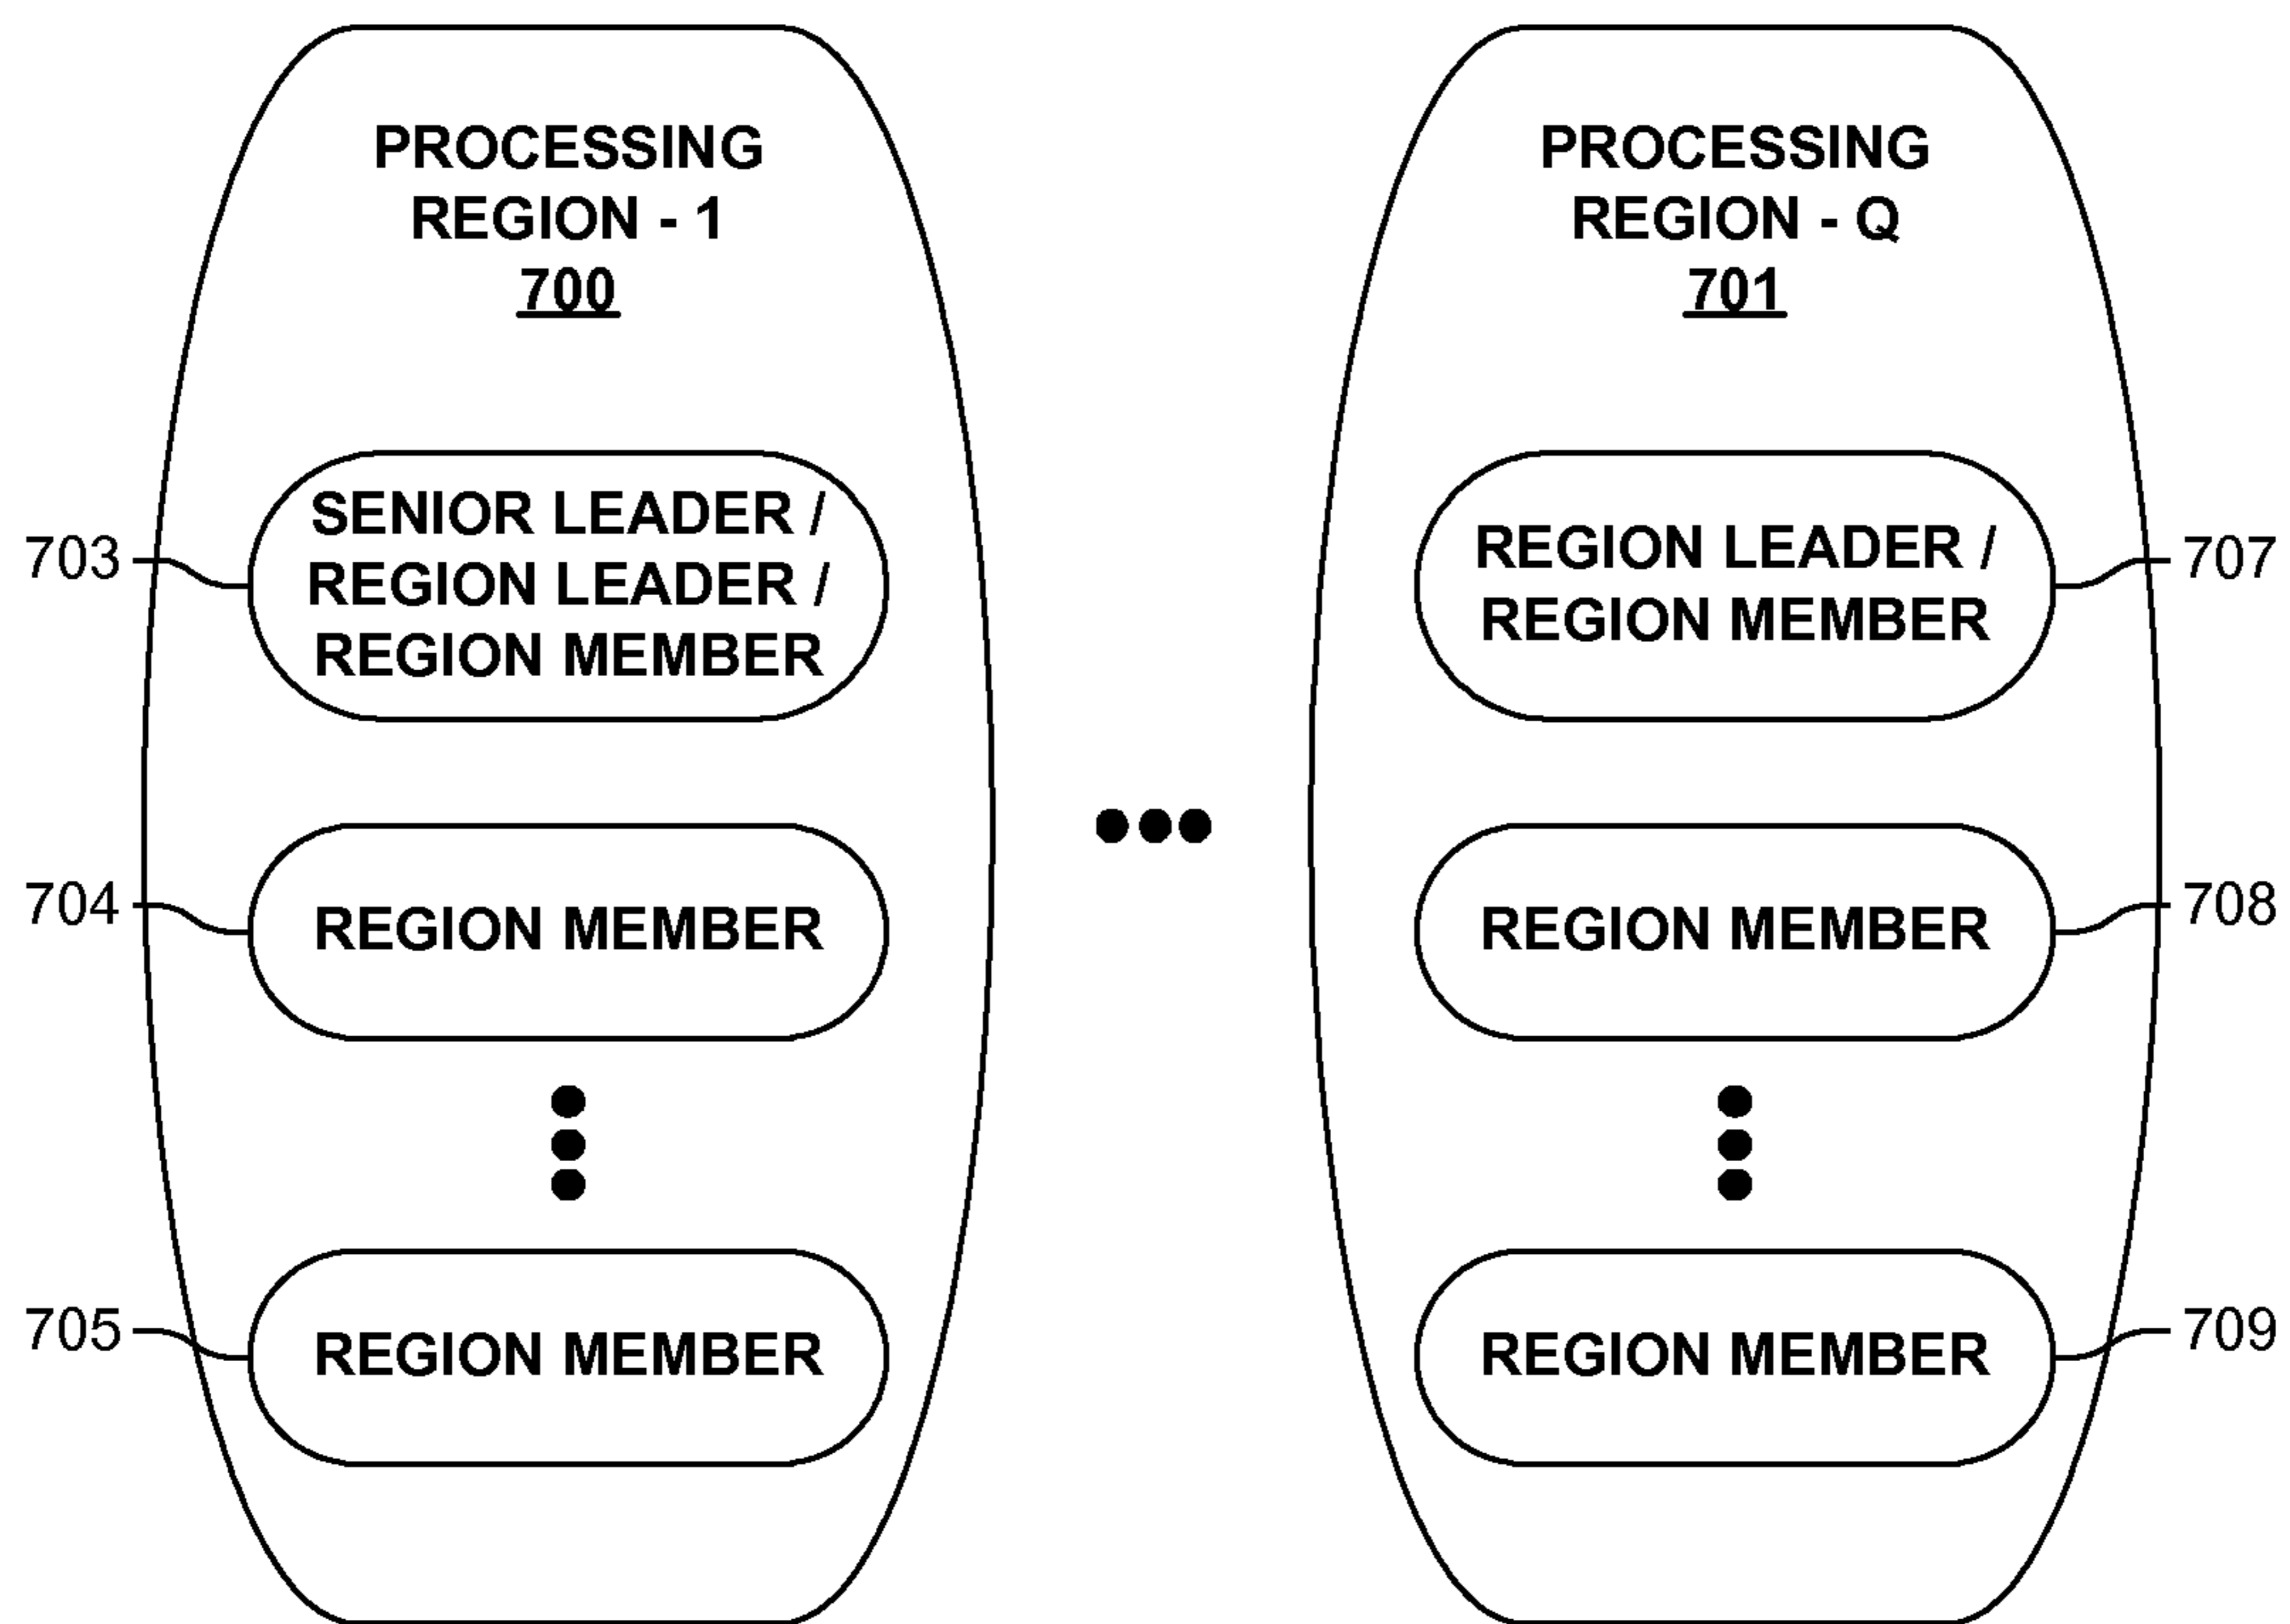 PROCESSING
REGION - 1
700
SENIOR LEADER /
REGION LEADER /
REGION MEMBER
703
REGION MEMBER
704
REGION MEMBER
705
PROCESSING
REGION - Q
701
REGION LEADER /
REGION MEMBER
707
REGION MEMBER
708
REGION MEMBER
709